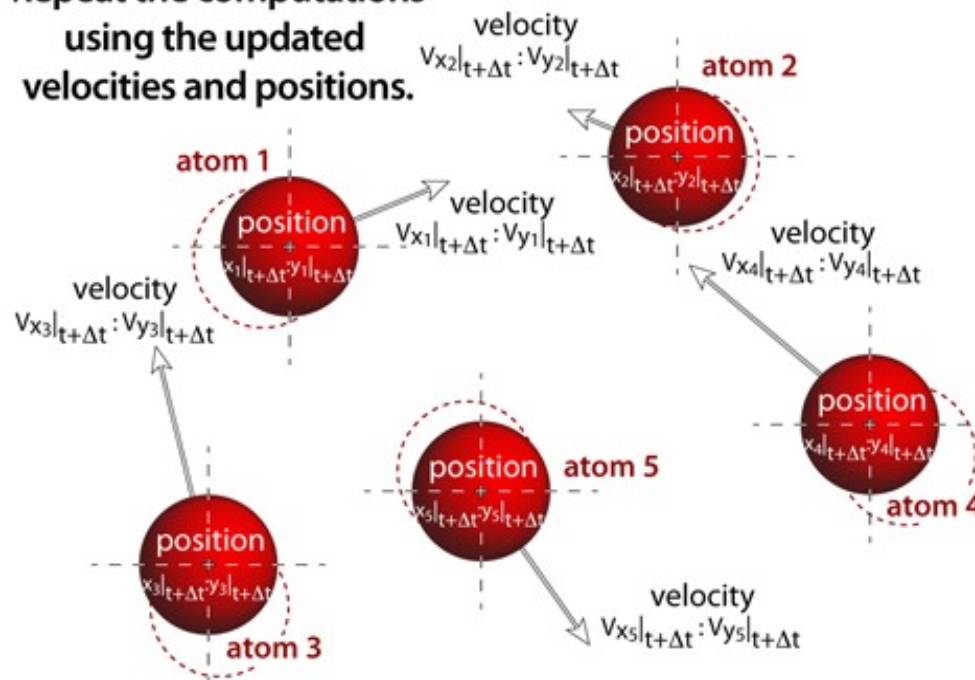 Repeat the computations
using the updated
velocities and positions.
velocity
Vx₂|t+Δt : Vy₂|t+Δt
atom 2
position
x₂|t+Δt:y₂|t+Δt
atom 1
position
x₁|t+Δt:y₁|t+Δt
velocity
Vx₁|t+Δt : Vy₁|t+Δt
velocity
Vx₄|t+Δt : Vy₄|t+Δt
velocity
Vx₃|t+Δt : Vy₃|t+Δt
position
x₄|t+Δt:y₄|t+Δt
atom 4
position
x₅|t+Δt:y₅|t+Δt
atom 5
position
x₃|t+Δt:y₃|t+Δt
atom 3
velocity
Vx₅|t+Δt : Vy₅|t+Δt